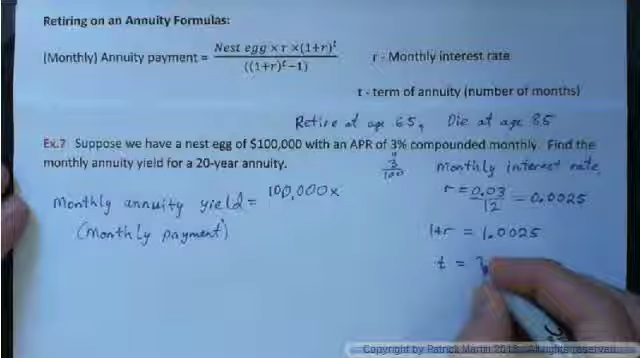 Retiring on an Annuity Formulas:
(Monthly) Annuity payment = Nest egg × r ×(1+r)^t / ((1+r)^t −1)
r - Monthly interest rate
t - term of annuity (number of months)
Retire at age 65, Die at age 85
Ex.7 Suppose we have a nest egg of $100,000 with an APR of 3% compounded monthly. Find the
monthly annuity yield for a 20-year annuity.
3/100
Monthly interest rate
Monthly annuity yield = 100,000 x
r = 0.03/12 = 0.0025
(monthly payment)
1+r = 1.0025
t =
Copyright by Patrick Martin All rights reserved